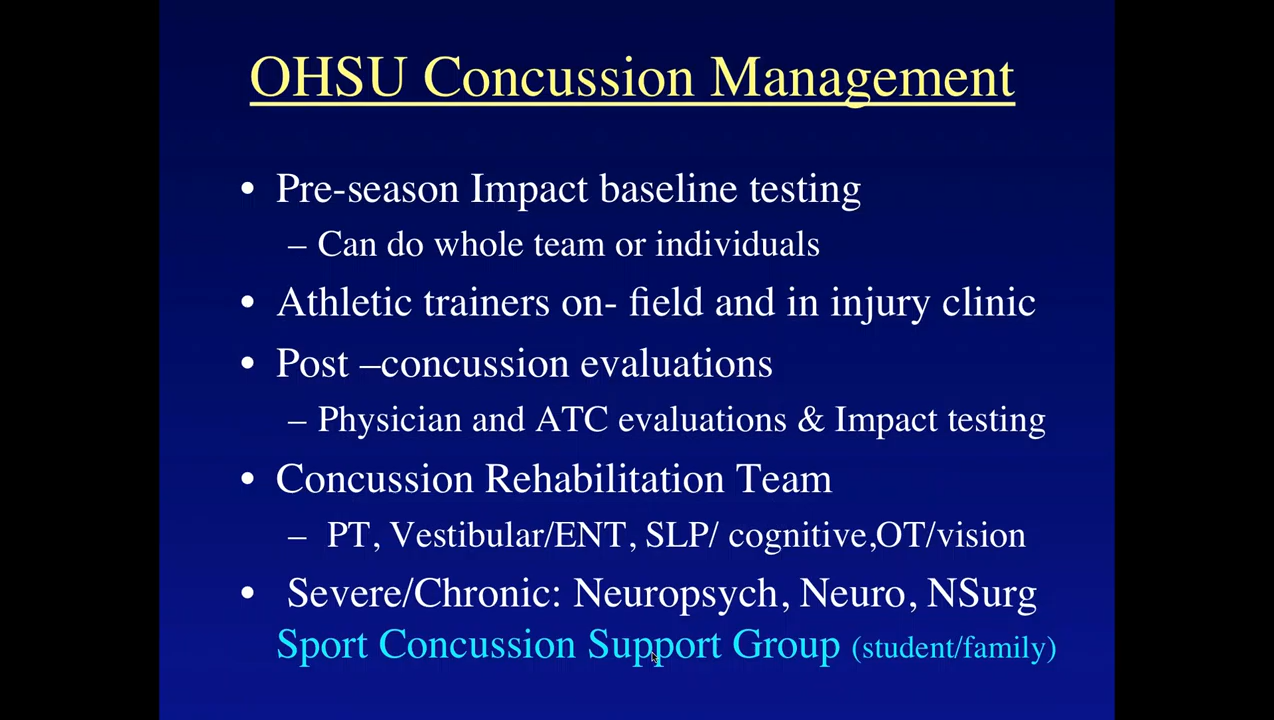 OHSU Concussion Management
• Pre-season Impact baseline testing
– Can do whole team or individuals
• Athletic trainers on- field and in injury clinic
• Post –concussion evaluations
– Physician and ATC evaluations & Impact testing
• Concussion Rehabilitation Team
– PT, Vestibular/ENT, SLP/ cognitive,OT/vision
• Severe/Chronic: Neuropsych, Neuro, NSurg
Sport Concussion Support Group (student/family)